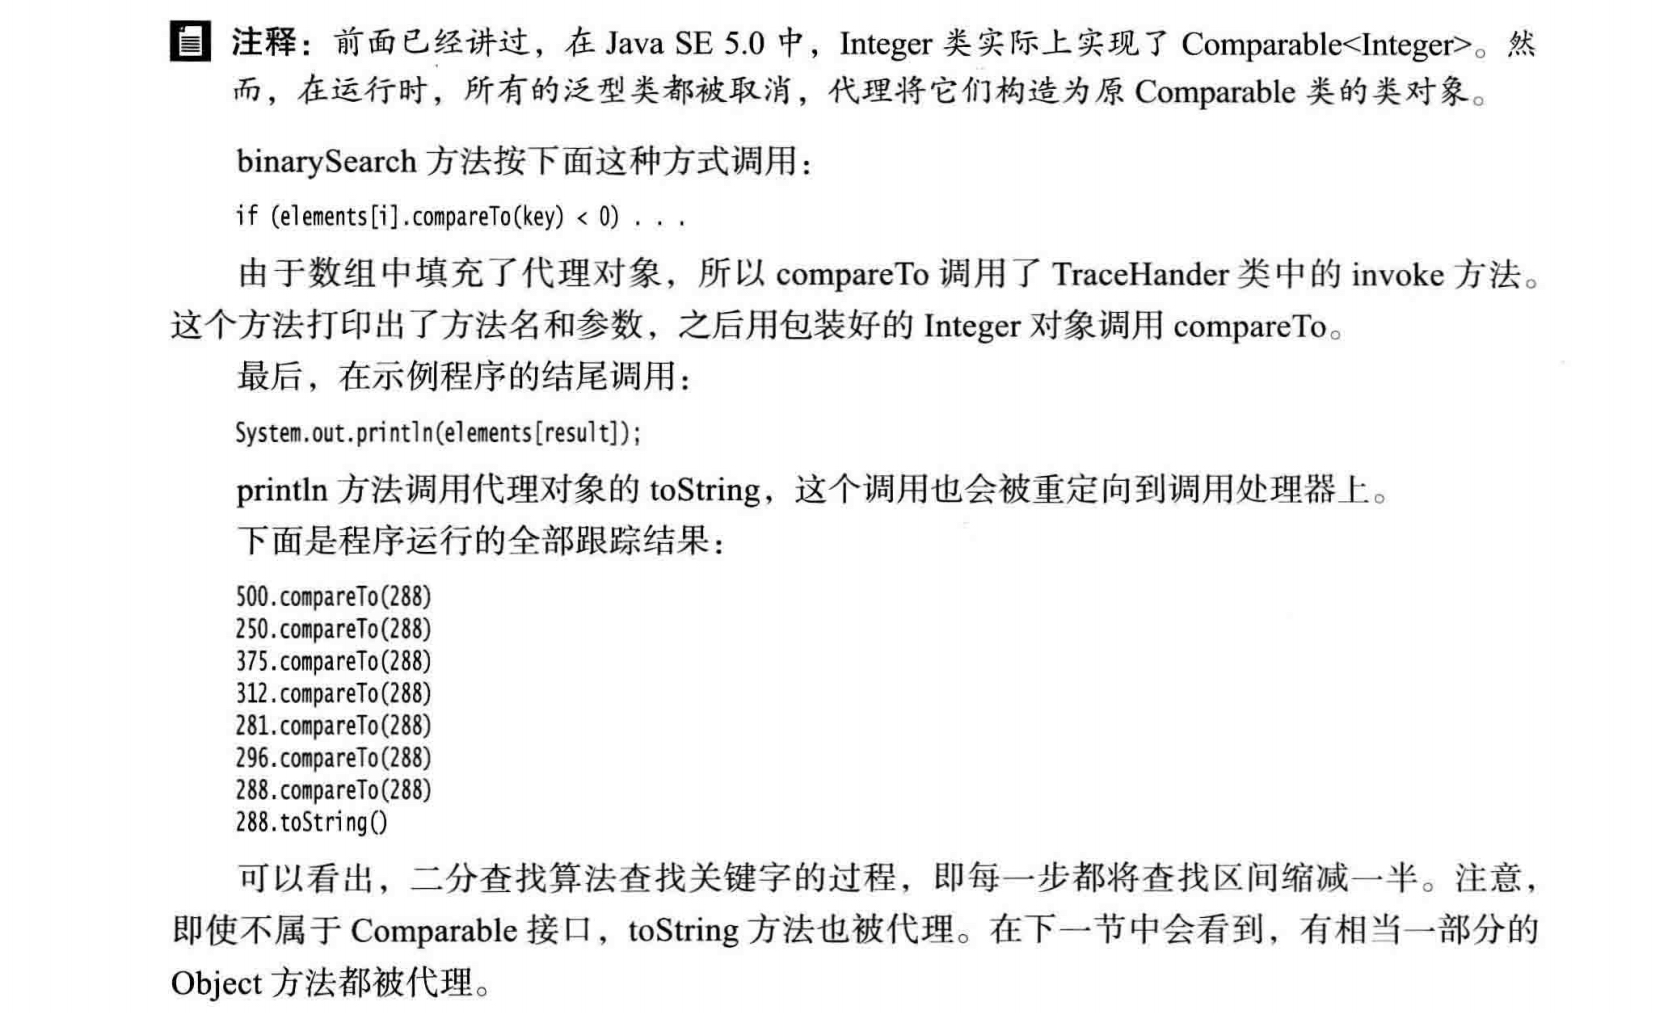 注释：前面已经讲过，在 Java SE 5.0 中，Integer 类实际上实现了 Comparable<Integer>。然
而，在运行时，所有的泛型类都被取消，代理将它们构造为原 Comparable 类的类对象。
binarySearch 方法按下面这种方式调用：
if (elements[i].compareTo(key) < 0) . . .
由于数组中填充了代理对象，所以 compareTo 调用了 TraceHander 类中的 invoke 方法。
这个方法打印出了方法名和参数，之后用包装好的 Integer 对象调用 compareTo。
最后，在示例程序的结尾调用：
System.out.println(elements[result]);
println 方法调用代理对象的 toString，这个调用也会被重定向到调用处理器上。
下面是程序运行的全部跟踪结果：
500.compareTo(288)
250.compareTo(288)
375.compareTo(288)
312.compareTo(288)
281.compareTo(288)
296.compareTo(288)
288.compareTo(288)
288.toString()
可以看出，二分查找算法查找关键字的过程，即每一步都将查找区间缩减一半。注意，
即使不属于 Comparable 接口，toString 方法也被代理。在下一节中会看到，有相当一部分的
Object 方法都被代理。